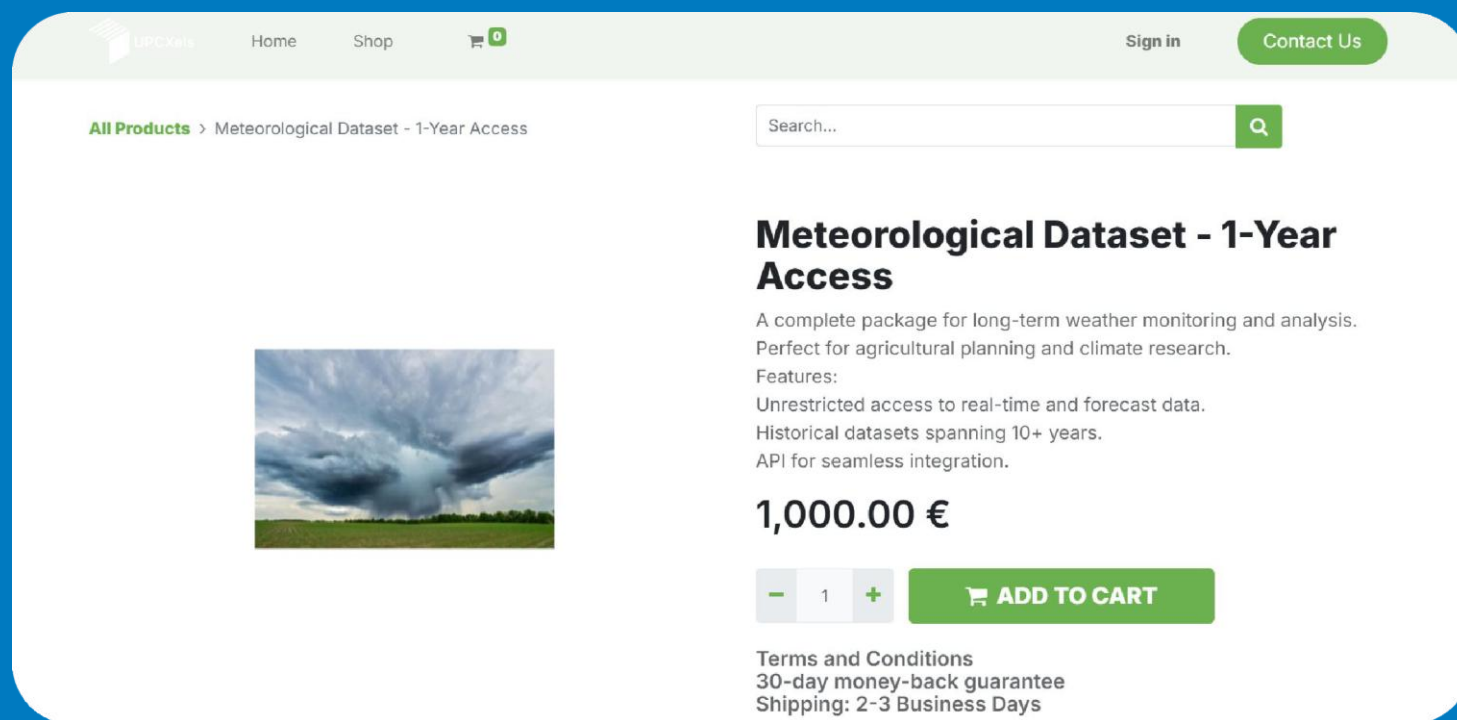 UPCXels
Home
Shop
0
Sign in
Contact Us
All Products > Meteorological Dataset - 1-Year Access
Search...
Meteorological Dataset - 1-Year
Access
A complete package for long-term weather monitoring and analysis.
Perfect for agricultural planning and climate research.
Features:
Unrestricted access to real-time and forecast data.
Historical datasets spanning 10+ years.
API for seamless integration.
1,000.00 €
1
ADD TO CART
Terms and Conditions
30-day money-back guarantee
Shipping: 2-3 Business Days